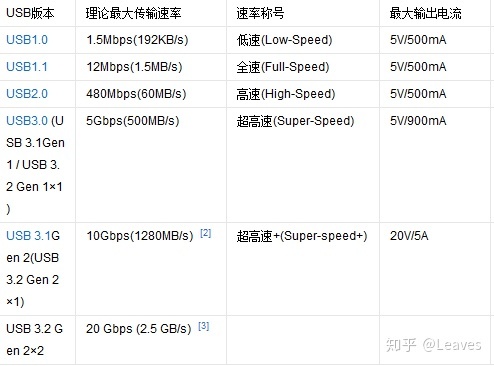 USB版本 理论最大传输速率 速率称号 最大输出电流
USB1.0 1.5Mbps(192KB/s) 低速(Low-Speed) 5V/500mA
USB1.1 12Mbps(1.5MB/s) 全速(Full-Speed) 5V/500mA
USB2.0 480Mbps(60MB/s) 高速(High-Speed) 5V/500mA
USB3.0 (U 5Gbps(500MB/s) 超高速(Super-Speed) 5V/900mA
SB 3.1Gen
1 / USB 3.
2 Gen 1×1
)
USB 3.1G 10Gbps(1280MB/s) [2] 超高速+(Super-speed+) 20V/5A
en 2(USB
3.2 Gen 2
×1)
USB 3.2 G 20 Gbps (2.5 GB/s) [3]
en 2×2
知乎 @Leaves